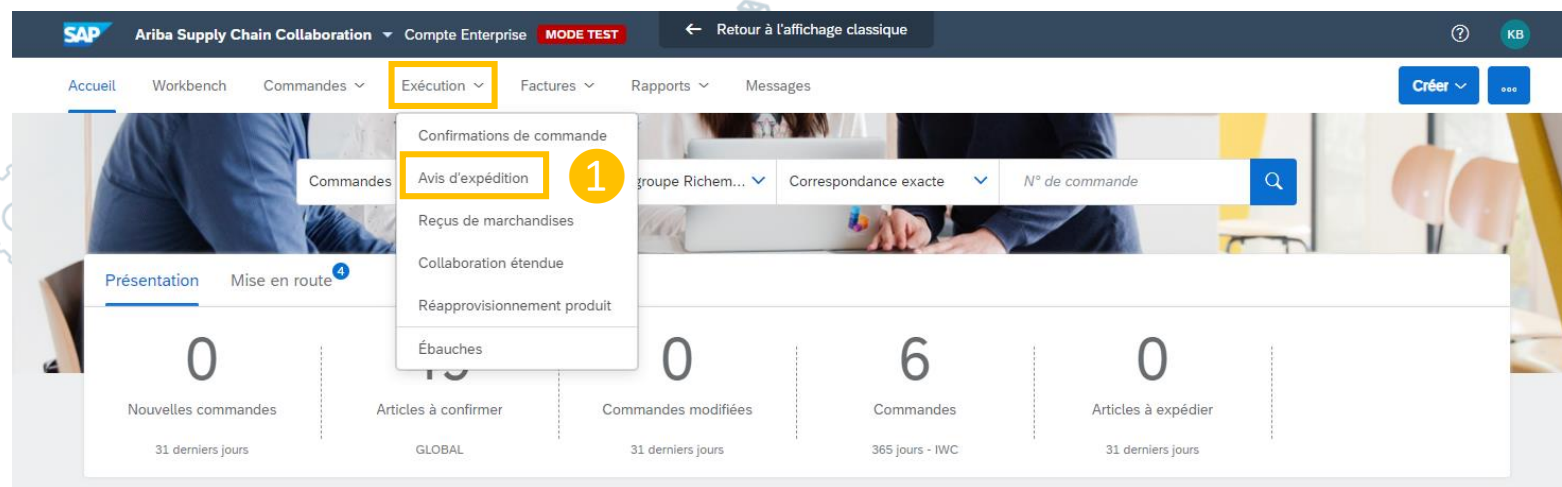 SAP Ariba Supply Chain Collaboration Compte Enterprise MODE TEST ← Retour à l'affichage classique KB
Accueil Workbench Commandes Exécution Factures Rapports Messages Créer
Confirmations de commande
Commandes Avis d'expédition 1 groupe Richem... Correspondance exacte N° de commande
Reçus de marchandises
Collaboration étendue
Présentation Mise en route 4
Réapprovisionnement produit
Ébauches
0 0 6 0
Nouvelles commandes Articles à confirmer Commandes modifiées Commandes Articles à expédier
31 derniers jours GLOBAL 31 derniers jours 365 jours - IWC 31 derniers jours